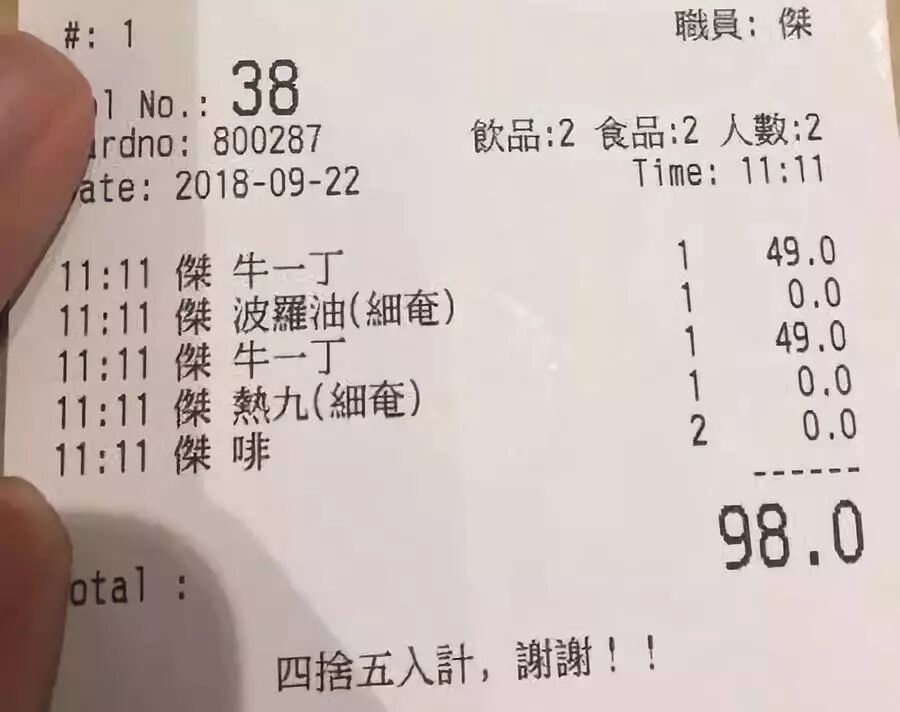 #: 1 職員: 傑
l No.: 38
rdno: 800287 飲品:2 食品:2 人數:2
ate: 2018-09-22 Time: 11:11
11:11 傑 牛一丁 1 49.0
11:11 傑 波羅油(細奄) 1 0.0
11:11 傑 牛一丁 1 49.0
11:11 傑 熱九(細奄) 1 0.0
11:11 傑 啡 2 0.0
------
98.0
otal :
四捨五入計, 謝謝!!